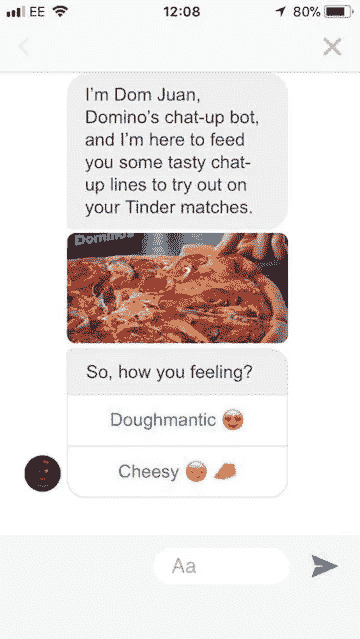 EE 12:08 80%
I'm Dom Juan,
Domino's chat-up bot,
and I'm here to feed
you some tasty chat-
up lines to try out on
your Tinder matches.
Domino's
So, how you feeling?
Doughmantic 😍
Cheesy
Aa